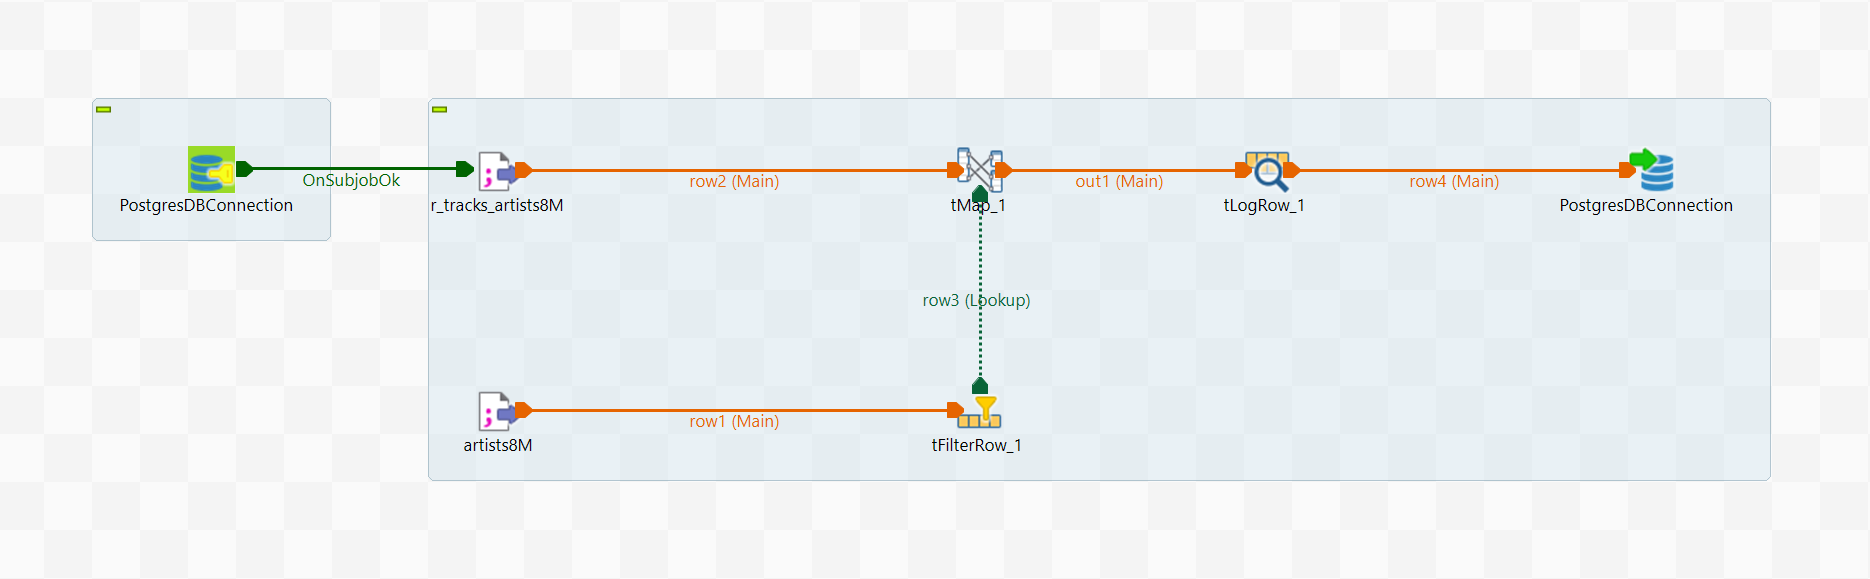 OnSubjobOk
row2 (Main)
out1 (Main)
row4 (Main)
PostgresDBConnection
r_tracks_artists8M
tMap_1
tLogRow_1
PostgresDBConnection
row3 (Lookup)
row1 (Main)
artists8M
tFilterRow_1